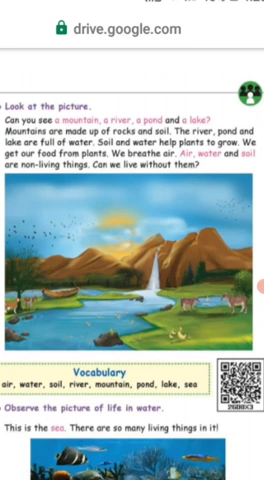 drive.google.com
Look at the picture.
Can you see a mountain, a river, a pond and a lake?
Mountains are made up of rocks and soil. The river, pond and
lake are full of water. Soil and water help plants to grow. We
get our food from plants. We breathe air. Air, water and soil
are non-living things. Can we live without them?
Vocabulary
air, water, soil, river, mountain, pond, lake, sea
2G0BX3
Observe the picture of life in water.
This is the sea. There are so many living things in it!